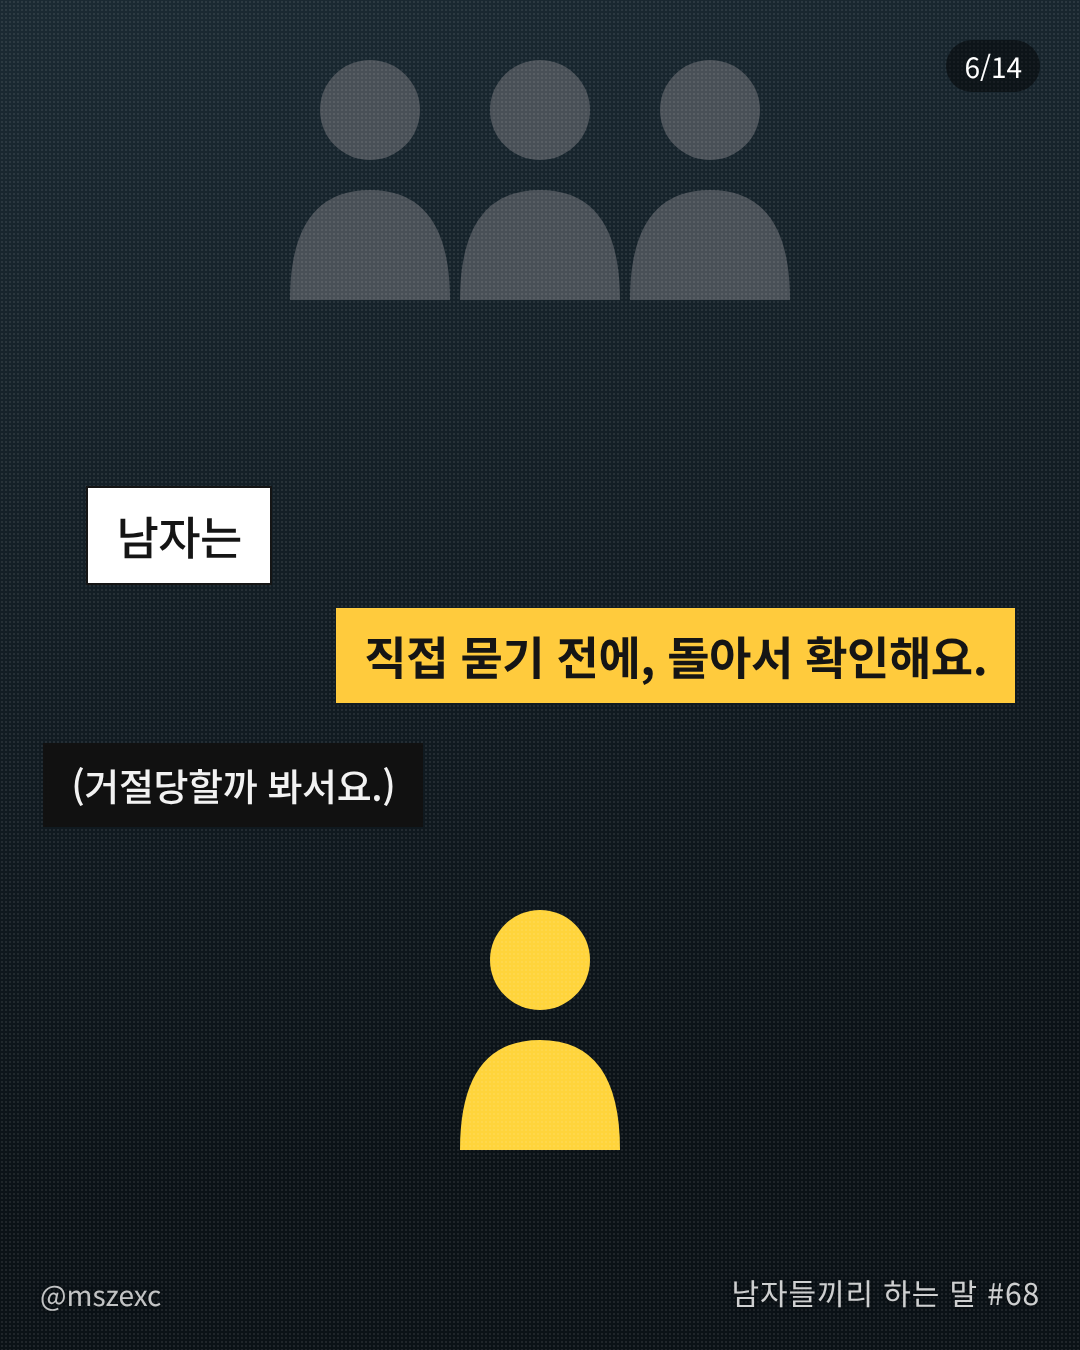 6/14
남자는
직접 묻기 전에, 돌아서 확인해요.
(거절당할까 봐서요.)
@mszexc
남자들끼리 하는 말 #68